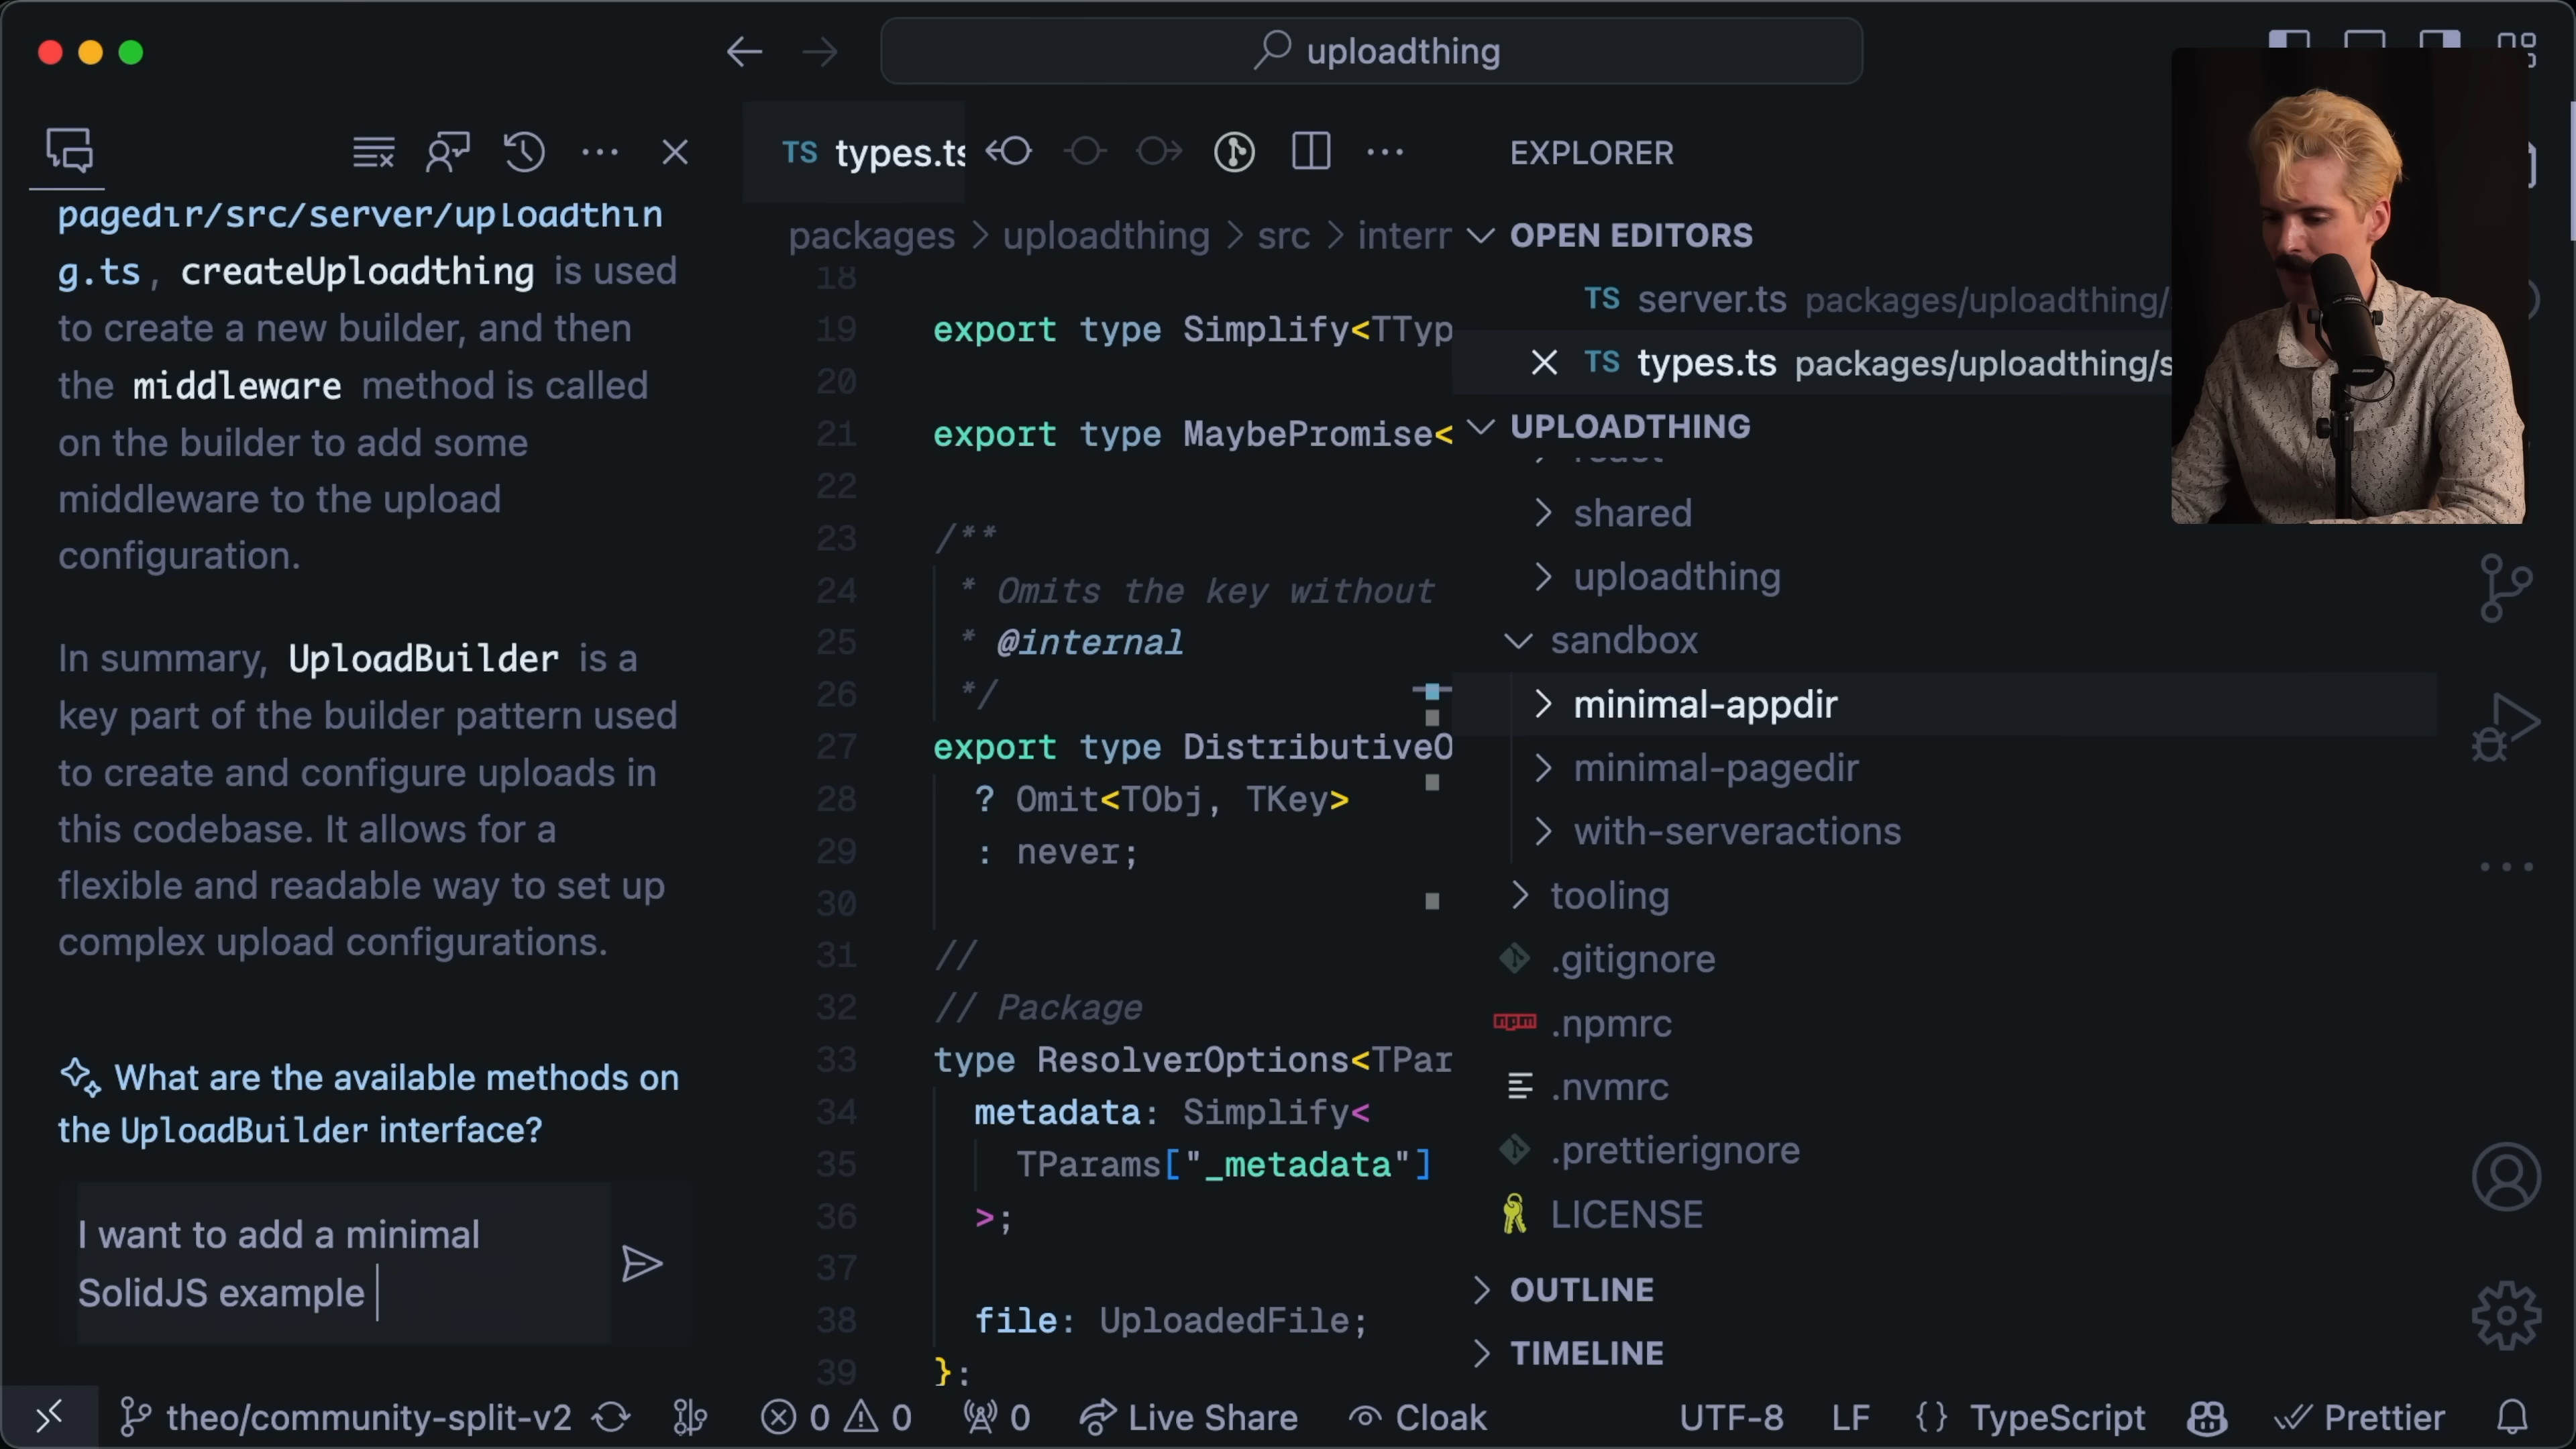 uploadthing
pagedir/src/server/uploadthin
g.ts, createUploadthing is used
to create a new builder, and then
the middleware method is called
on the builder to add some
middleware to the upload
configuration.
In summary, UploadBuilder is a
key part of the builder pattern used
to create and configure uploads in
this codebase. It allows for a
flexible and readable way to set up
complex upload configurations.
What are the available methods on
the UploadBuilder interface?
I want to add a minimal
SolidJS example
TS types.ts
packages > uploadthing > src > interr
18
19 export type Simplify<TTyp
20
21 export type MaybePromise<
22
23 /**
24 * Omits the key without
25 * @internal
26 */
27 export type DistributiveO
28 ? Omit<TObj, TKey>
29 : never;
30
31 //
32 // Package
33 type ResolverOptions<TPar
34 metadata: Simplify<
35 TParams["_metadata"]
36 >;
37
38 file: UploadedFile;
39 };
EXPLORER
OPEN EDITORS
TS server.ts packages/uploadthing/
TS types.ts packages/uploadthing/s
UPLOADTHING
react
shared
uploadthing
sandbox
minimal-appdir
minimal-pagedir
with-serveractions
tooling
.gitignore
npm .npmrc
.nvmrc
.prettierignore
LICENSE
OUTLINE
TIMELINE
theo/community-split-v2 0 0 0 Live Share Cloak UTF-8 LF {} TypeScript Prettier